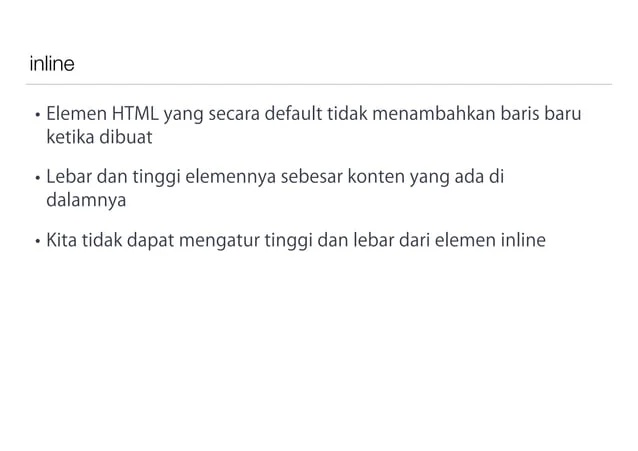 inline
• Elemen HTML yang secara default tidak menambahkan baris baru
ketika dibuat
• Lebar dan tinggi elemennya sebesar konten yang ada di
dalamnya
• Kita tidak dapat mengatur tinggi dan lebar dari elemen inline